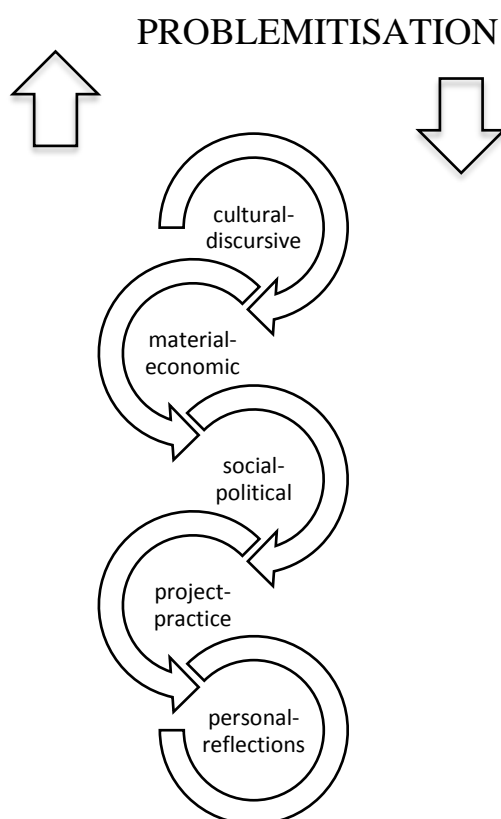 PROBLEMITISATION
cultural-
discursive
material-
economic
social-
political
project-
practice
personal-
reflections